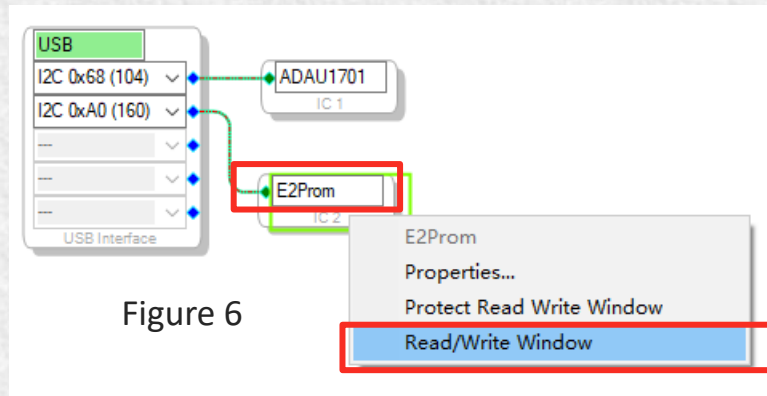 USB
I2C 0x68 (104)
I2C 0xA0 (160)
---
---
---
USB Interface
ADAU1701
IC 1
E2Prom
IC 2
E2Prom
Properties...
Protect Read Write Window
Read/Write Window
Figure 6